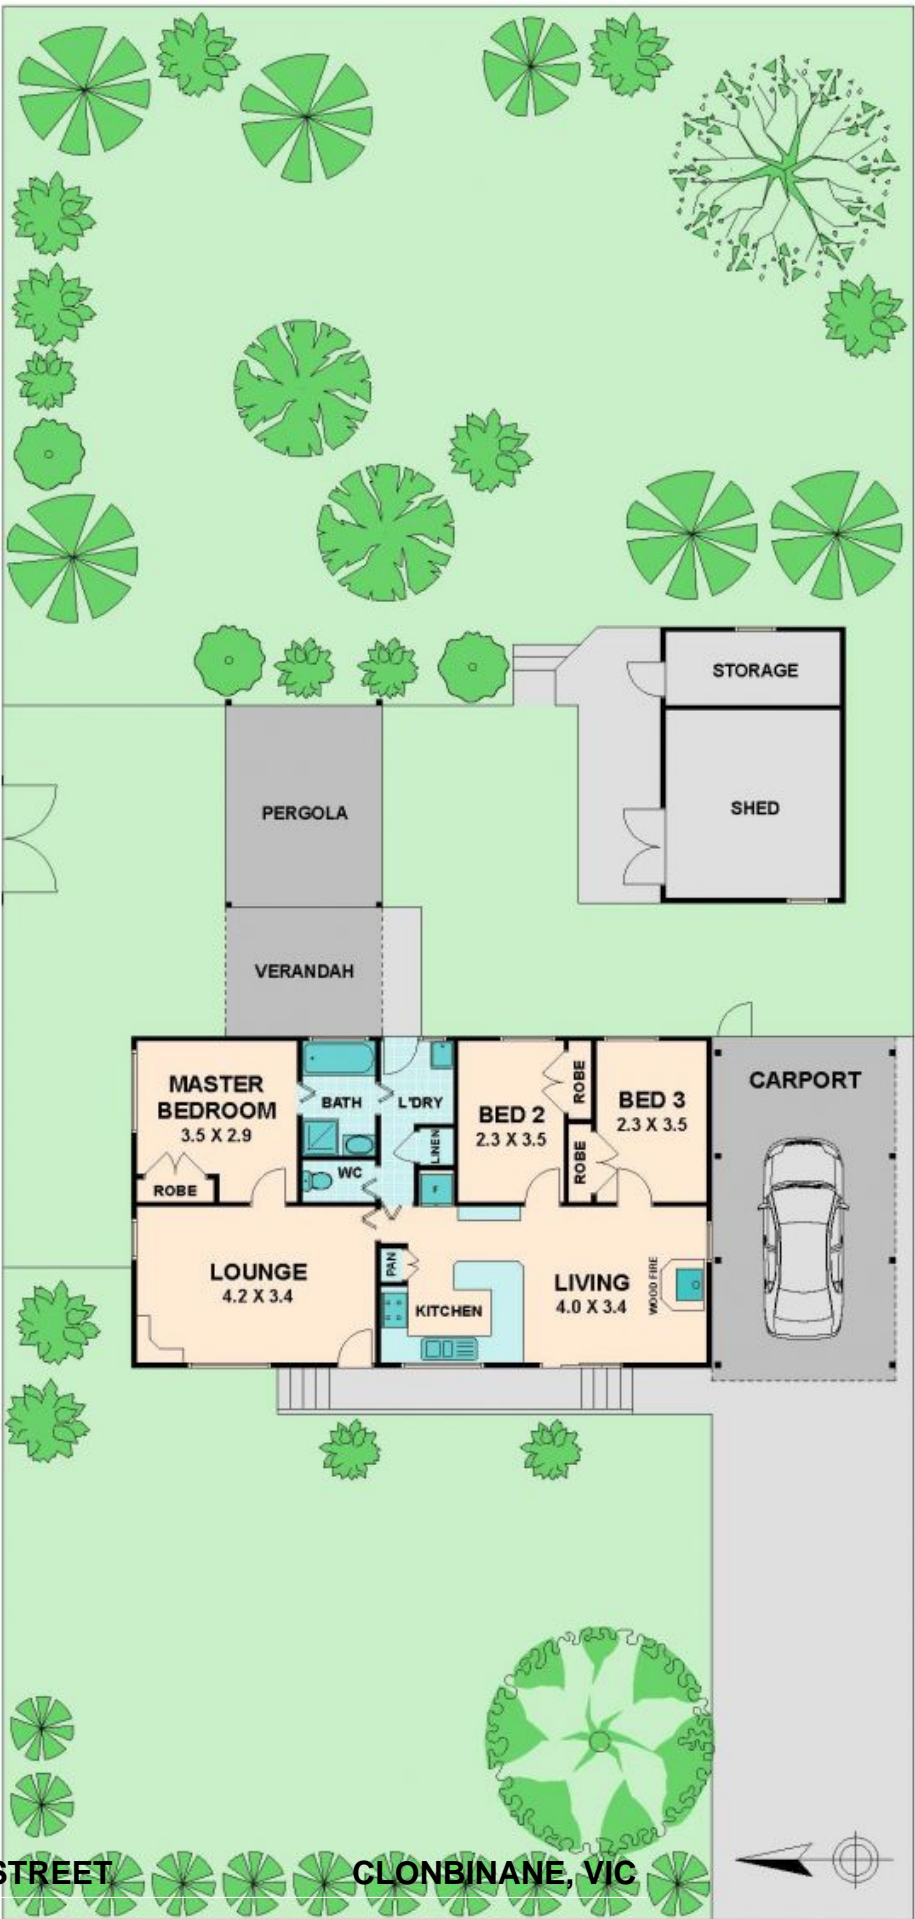 STORAGE
SHED
PERGOLA
VERANDAH
MASTER
BEDROOM
3.5 X 2.9
ROBE
BATH
L'DRY
LINEN
WC
F
BED 2
2.3 X 3.5
ROBE
ROBE
BED 3
2.3 X 3.5
CARPORT
LOUNGE
4.2 X 3.4
PAN
KITCHEN
LIVING
4.0 X 3.4
WOOD FIRE
STREET CLONBINANE, VIC